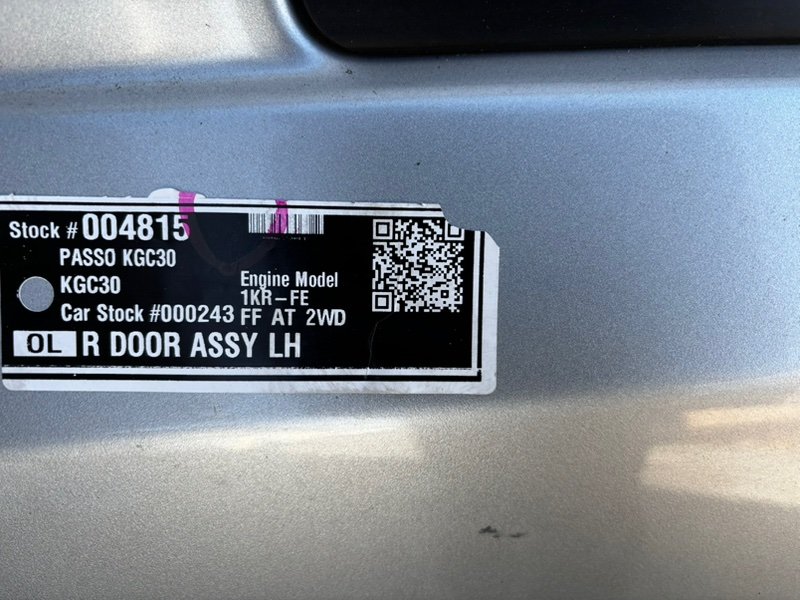 Stock # 004815
PASSO KGC30
KGC30
Engine Model
1KR-FE
Car Stock #000243 FF AT 2WD
OL R DOOR ASSY LH